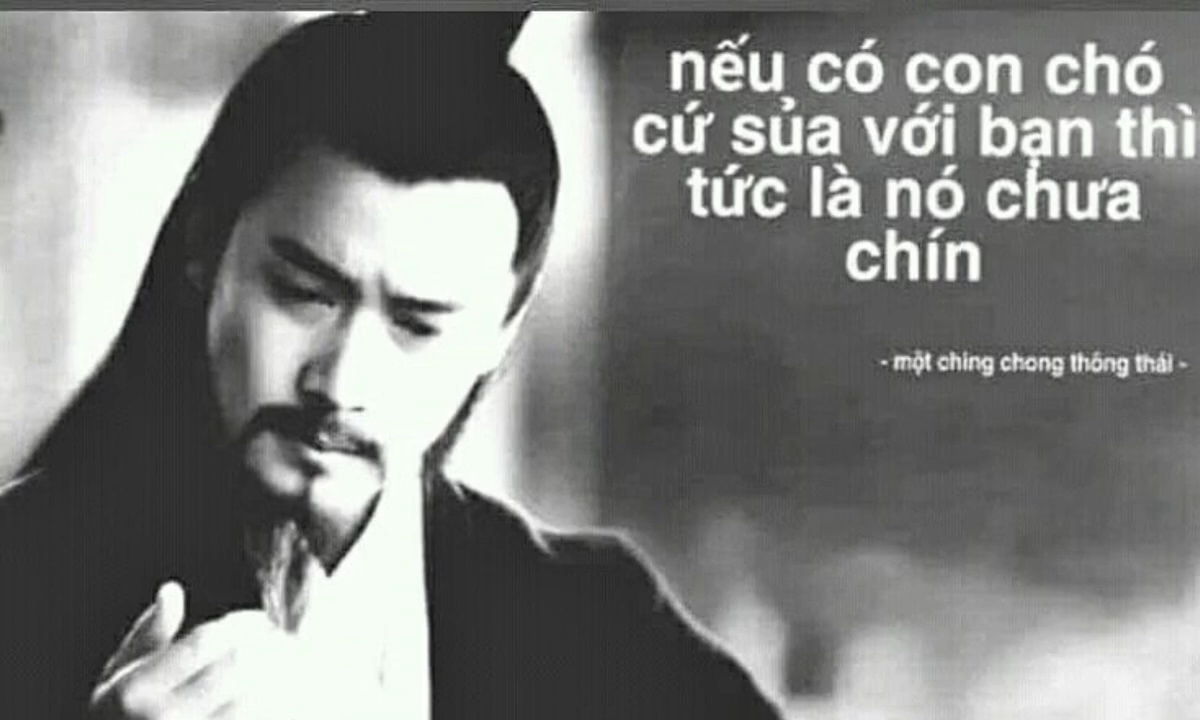 nếu có con chó
cứ sủa với bạn thì
tức là nó chưa
chín
- một ching chong thông thái -